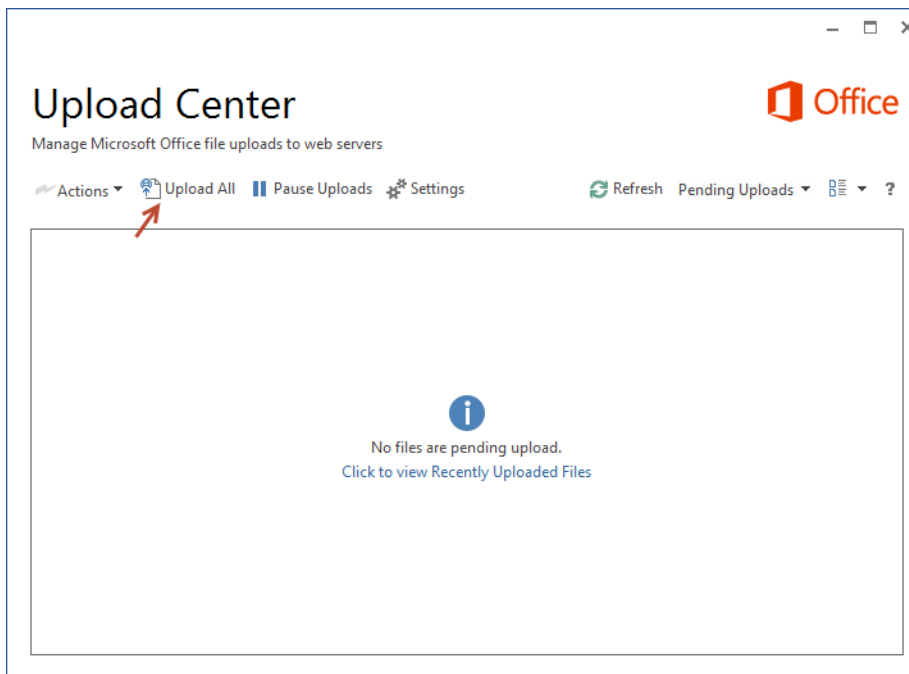 Upload Center
Office
Manage Microsoft Office file uploads to web servers
Actions Upload All Pause Uploads Settings Refresh Pending Uploads ?
No files are pending upload.
Click to view Recently Uploaded Files